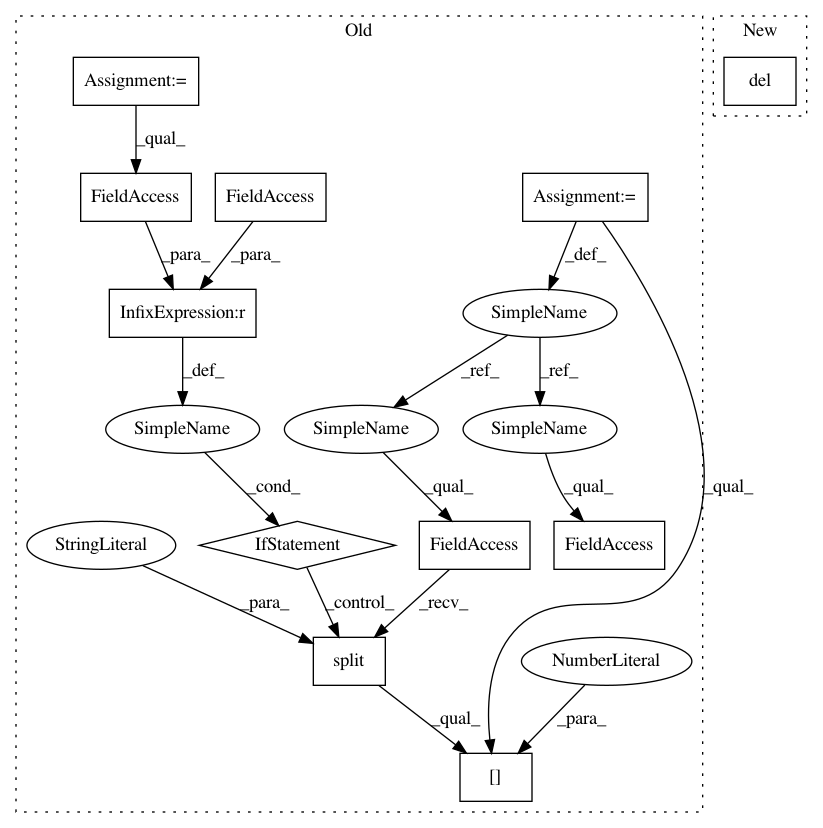 Old
New
Assignment:=
del
_qual_
FieldAccess
FieldAccess
Assignment:=
_para_
_para_
_def_
InfixExpression:r
SimpleName
_def_
_ref_
_ref_
SimpleName
SimpleName
SimpleName
_cond_
_qual_
_qual_
_qual_
StringLiteral
IfStatement
FieldAccess
FieldAccess
_para_
_control_
_recv_
split
NumberLiteral
_qual_
_para_
[]